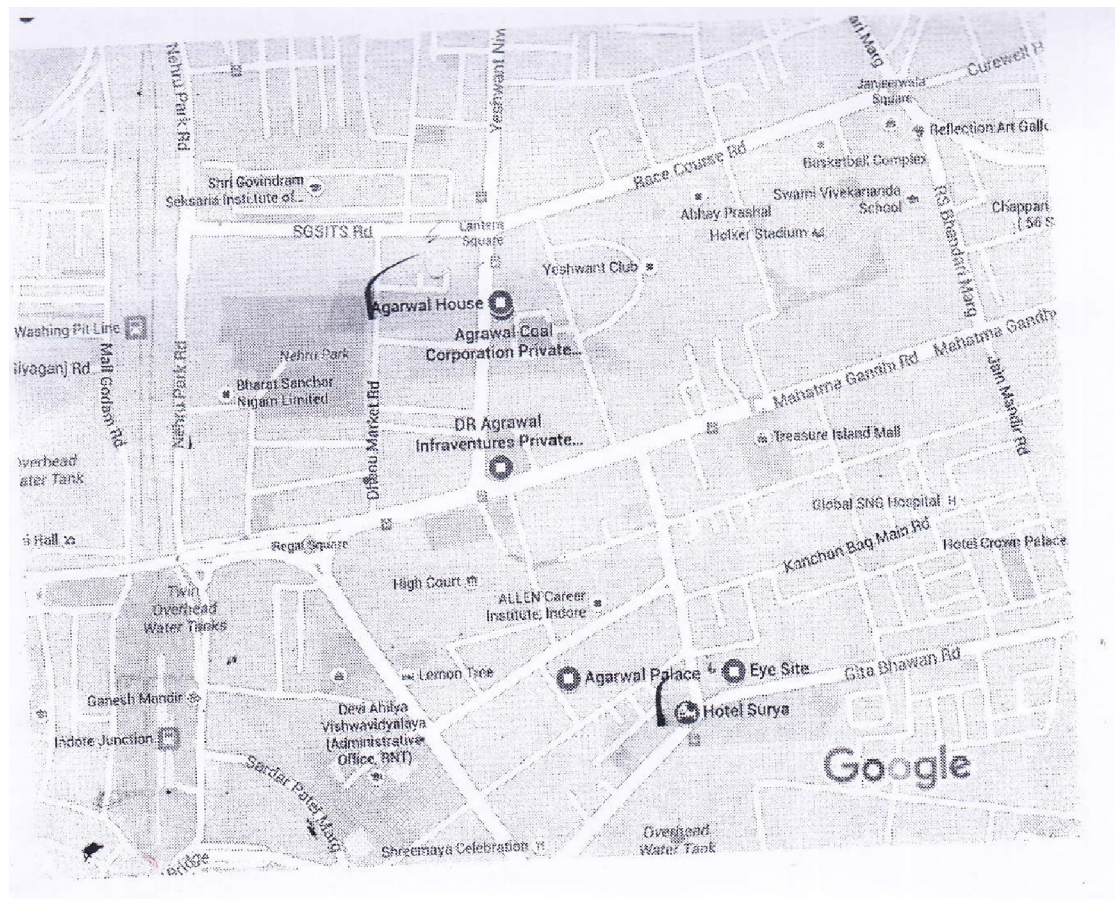 Nehru Park Rd
Yeshwant Niw
ari Marg
Curewell H
Janjeerwala
Square
Reflection Art Galle
Basketball Complex
Race Course Rd
Shri Govindram
Seksaria Institute of...
Swami Vivekananda
School
RS Bhandari Marg
Chappan
( 56 S
Abhay Prashal
Holker Stadium
SGSITS Rd
Lantern
Square
Yeshwant Club
Agarwal House
Agrawal Coal
Corporation Private...
Washing Pit Line
Nehru Park
Mahatma Gandhi
Mahatma Gandhi Rd
iyaganj Rd
Mall Godam Rd
Nehru Park Rd
Bharat Sanchar
Nigam Limited
Dhenu Market Rd
DR Agrawal
Infraventures Private...
Jain Mandir Rd
Treasure Island Mall
Overhead
ater Tank
Global SNG Hospital H
i Hall
Regal Square
Kanchan Bag Main Rd
Hotel Crown Palace
High Court
ALLEN Career
Institute, Indore
Twin
Overhead
Water Tanks
Lemon Tree
Agarwal Palace
Eye Site
Gita Bhawan Rd
Ganesh Mandir
Hotel Surya
Devi Ahilya
Vishwavidyalaya
(Administrative
Office, RNT)
Indore Junction
Google
Sardar Patel Marg
Shreemaya Celebration
Overhead
Water Tank
Bridge